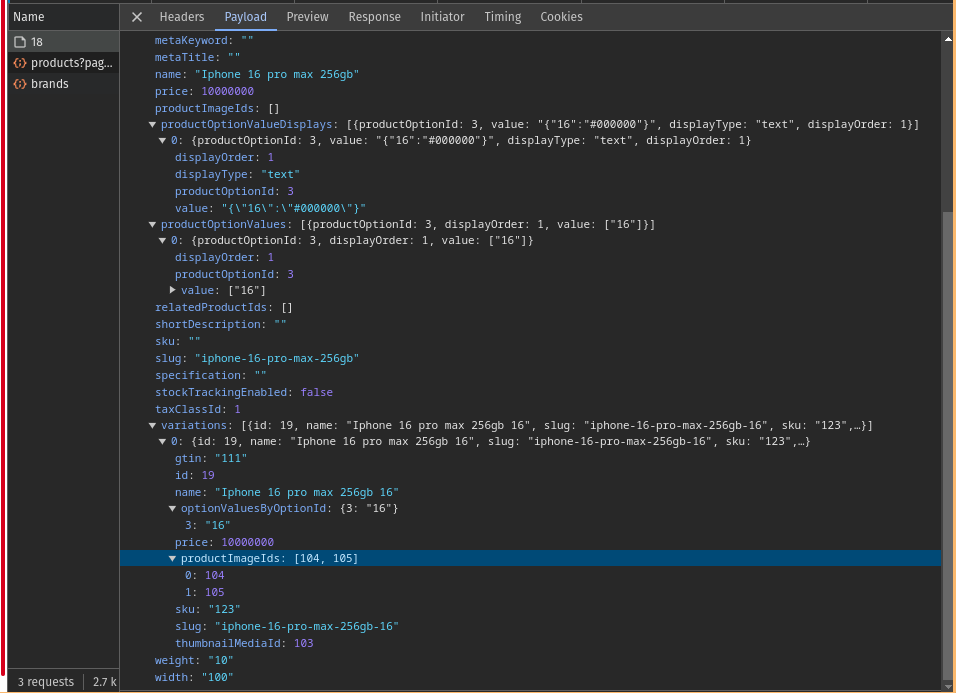 Name
Headers Payload Preview Response Initiator Timing Cookies
18
products?pag...
brands
metaKeyword: ""
metaTitle: ""
name: "Iphone 16 pro max 256gb"
price: 10000000
productImageIds: []
productOptionValueDisplays: [{productOptionId: 3, value: "{"16":"#000000"}", displayType: "text", displayOrder: 1}]
0: {productOptionId: 3, value: "{"16":"#000000"}", displayType: "text", displayOrder: 1}
displayOrder: 1
displayType: "text"
productOptionId: 3
value: "{\"16\":\"#000000\"}"
productOptionValues: [{productOptionId: 3, displayOrder: 1, value: ["16"]}]
0: {productOptionId: 3, displayOrder: 1, value: ["16"]}
displayOrder: 1
productOptionId: 3
value: ["16"]
relatedProductIds: []
shortDescription: ""
sku: ""
slug: "iphone-16-pro-max-256gb"
specification: ""
stockTrackingEnabled: false
taxClassId: 1
variations: [{id: 19, name: "Iphone 16 pro max 256gb 16", slug: "iphone-16-pro-max-256gb-16", sku: "123",…}]
0: {id: 19, name: "Iphone 16 pro max 256gb 16", slug: "iphone-16-pro-max-256gb-16", sku: "123",…}
gtin: "111"
id: 19
name: "Iphone 16 pro max 256gb 16"
optionValuesByOptionId: {3: "16"}
3: "16"
price: 10000000
productImageIds: [104, 105]
0: 104
1: 105
sku: "123"
slug: "iphone-16-pro-max-256gb-16"
thumbnailMediaId: 103
weight: "10"
width: "100"
3 requests 2.7 k